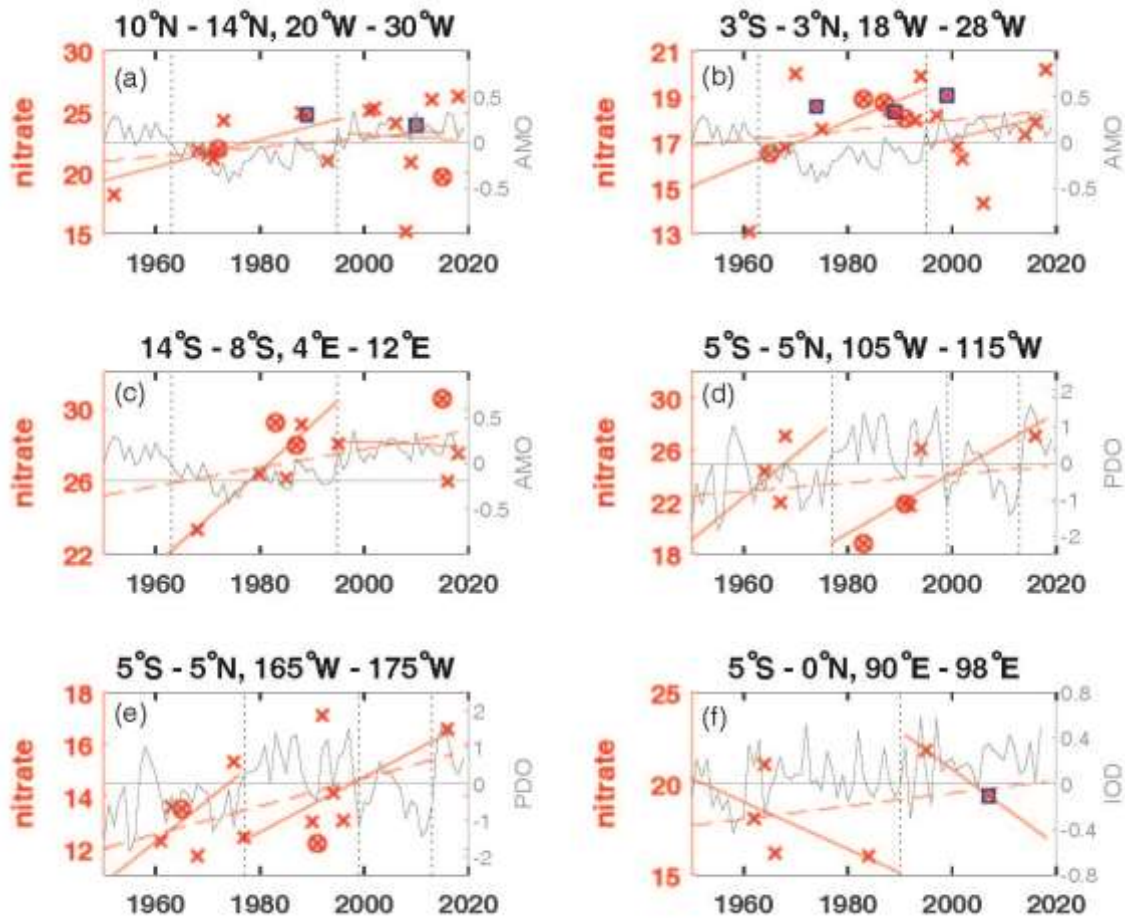 10°N - 14°N, 20°W - 30°W
(a)
nitrate
30
25
20
15
0.5
0
-0.5
AMO
1960 1980 2000 2020
3°S - 3°N, 18°W - 28°W
(b)
nitrate
21
19
17
15
13
0.5
0
-0.5
AMO
1960 1980 2000 2020
14°S - 8°S, 4°E - 12°E
(c)
nitrate
30
26
22
0.5
0
-0.5
AMO
1960 1980 2000 2020
5°S - 5°N, 105°W - 115°W
(d)
nitrate
30
26
22
18
2
1
0
-1
-2
PDO
1960 1980 2000 2020
5°S - 5°N, 165°W - 175°W
(e)
nitrate
18
16
14
12
2
1
0
-1
-2
PDO
1960 1980 2000 2020
5°S - 0°N, 90°E - 98°E
(f)
nitrate
25
20
15
0.8
0.4
0
-0.4
-0.8
IOD
1960 1980 2000 2020